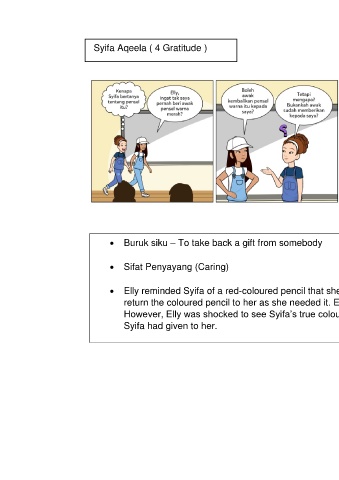 Syifa Aqeela ( 4 Gratitude )
Kenapa
Syifa bertanya
tentang pensel
itu?
Elly,
ingat tak saya
pernah beri awak
pensel warna
merah?
Boleh
awak
kembalikan pensel
warna itu kepada
saya?
Tetapi
mengapa?
Bukankah awak
sudah memberikan
kepada saya?
?
• Buruk siku – To take back a gift from somebody
• Sifat Penyayang (Caring)
• Elly reminded Syifa of a red-coloured pencil that she
return the coloured pencil to her as she needed it. E
However, Elly was shocked to see Syifa's true colou
Syifa had given to her.